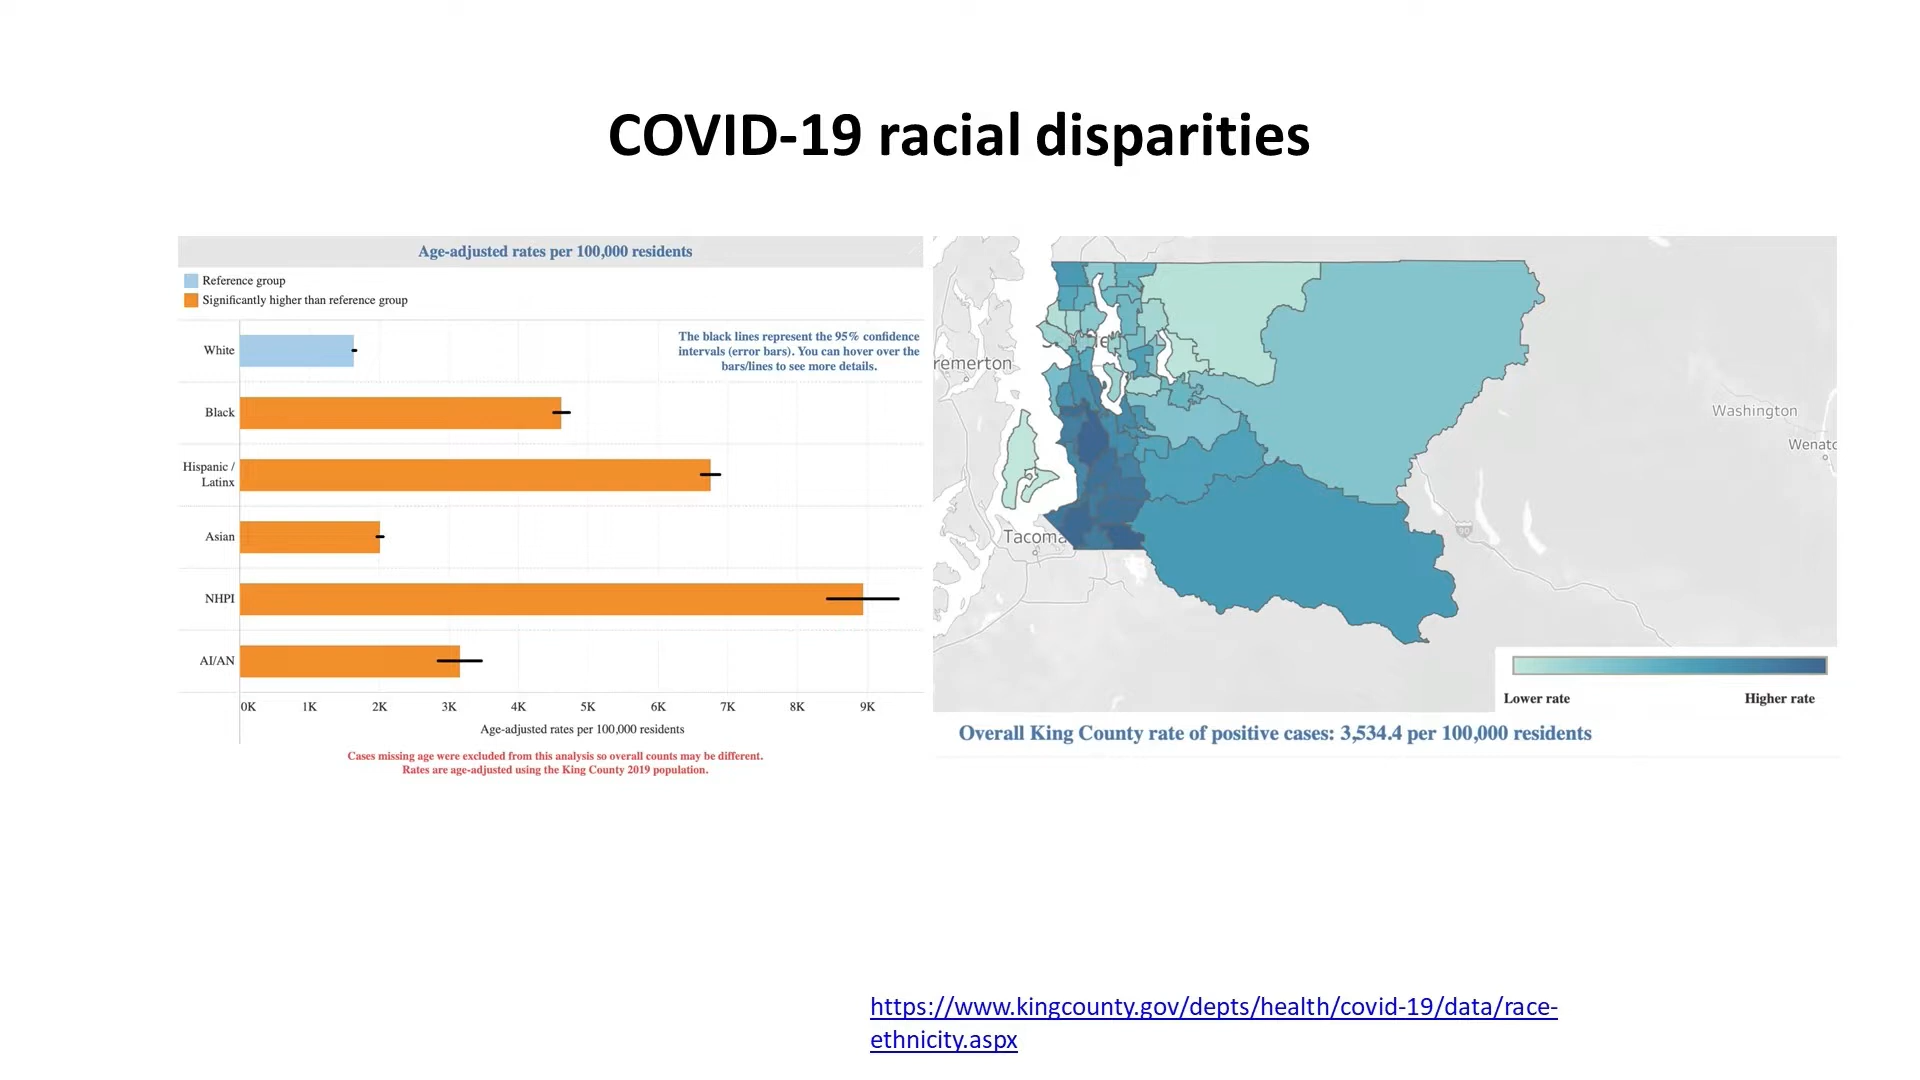 COVID-19 racial disparities
Age-adjusted rates per 100,000 residents
Reference group
Significantly higher than reference group
The black lines represent the 95% confidence
intervals (error bars). You can hover over the
bars/lines to see more details.
White
Black
Hispanic /
Latinx
Asian
NHPI
AI/AN
0K 1K 2K 3K 4K 5K 6K 7K 8K 9K
Age-adjusted rates per 100,000 residents
Cases missing age were excluded from this analysis so overall counts may be different.
Rates are age-adjusted using the King County 2019 population.
remerton
Washington
Wenatc
Tacoma
90
Lower rate Higher rate
Overall King County rate of positive cases: 3,534.4 per 100,000 residents
https://www.kingcounty.gov/depts/health/covid-19/data/race-
ethnicity.aspx